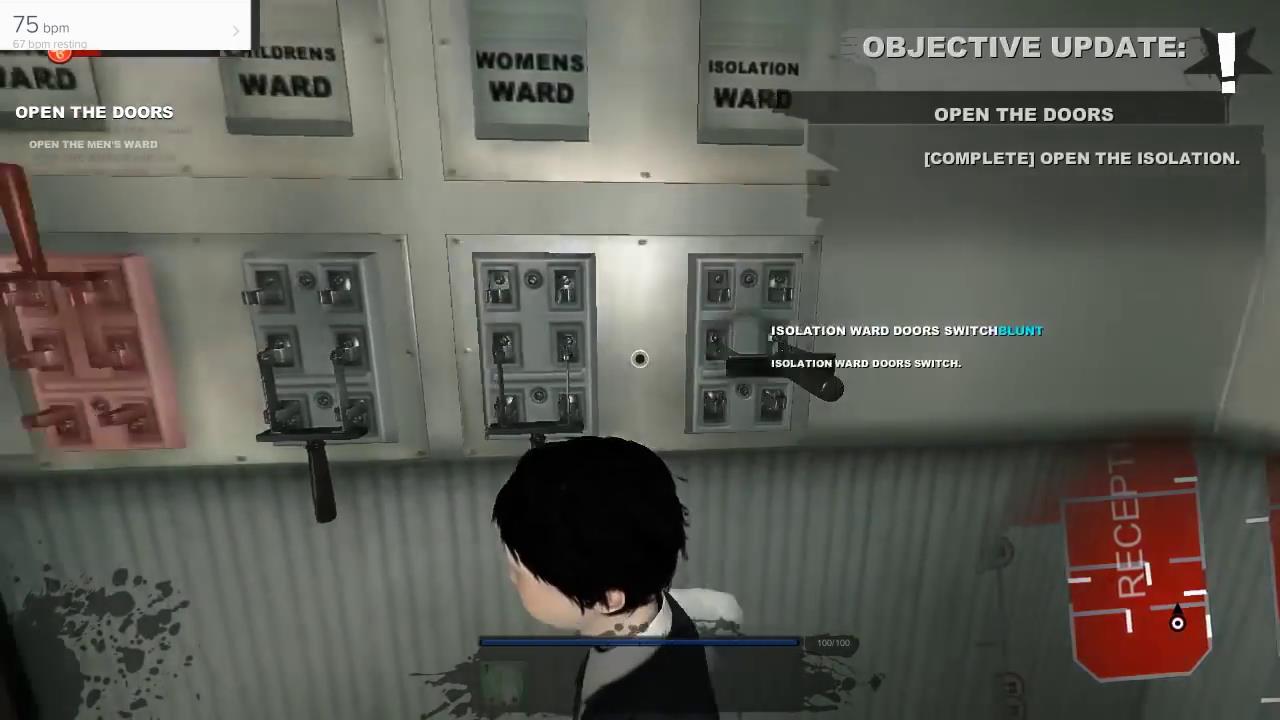 75 bpm
67 bpm resting
WARD
CHILDRENS
WARD
WOMENS
WARD
ISOLATION
WARD
OBJECTIVE UPDATE:
!
OPEN THE DOORS
OPEN THE MEN'S WARD
OPEN THE DOORS
[COMPLETE] OPEN THE ISOLATION.
ISOLATION WARD DOORS SWITCHBLUNT
ISOLATION WARD DOORS SWITCH.
RECEPT
100/100